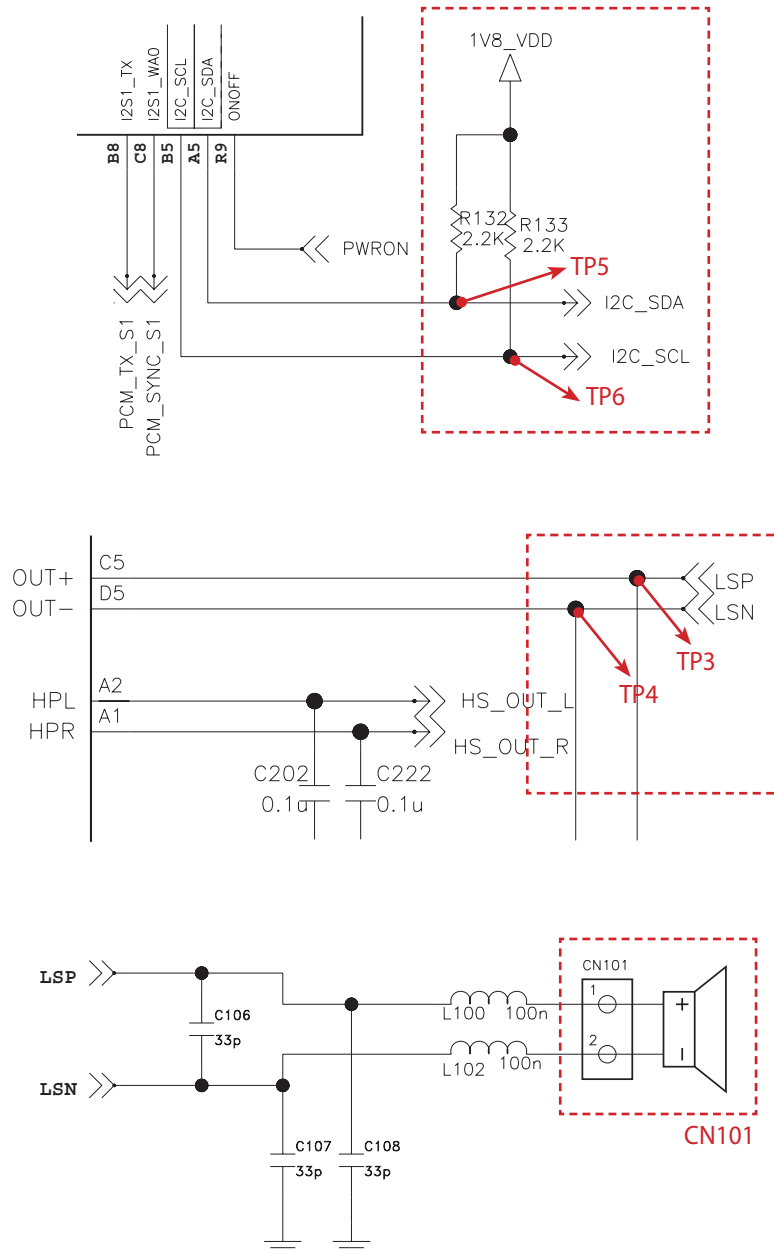 1V8_VDD
I2S1_TX
I2S1_WA0
I2C_SCL
I2C_SDA
ONOFF
B8
C8
B5
A5
R9
R132
2.2K
R133
2.2K
PWRON
TP5
I2C_SDA
I2C_SCL
TP6
PCM_TX_S1
PCM_SYNC_S1
OUT+
C5
OUT-
D5
LSP
LSN
TP3
TP4
HPL
A2
HS_OUT_L
HPR
A1
HS_OUT_R
C202
0.1u
C222
0.1u
LSP
C106
33p
LSN
L100
100n
L102
100n
CN101
1
2
+
-
CN101
C107
33p
C108
33p